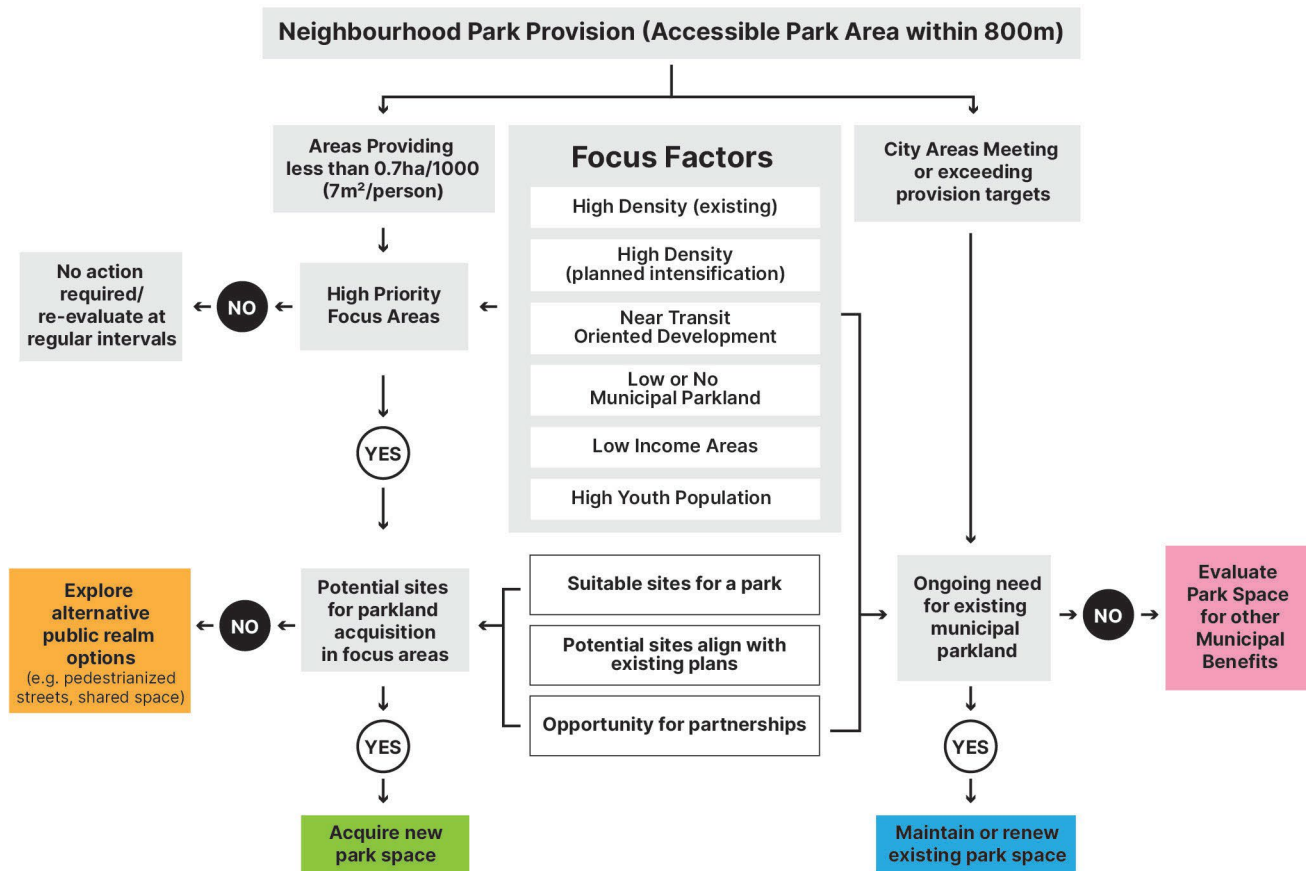 Neighbourhood Park Provision (Accessible Park Area within 800m)
Areas Providing
less than 0.7ha/1000
(7m²/person)
Focus Factors
City Areas Meeting
or exceeding
provision targets
High Density (existing)
High Density
(planned intensification)
Near Transit
Oriented Development
Low or No
Municipal Parkland
Low Income Areas
High Youth Population
No action
required/
re-evaluate at
regular intervals
NO
High Priority
Focus Areas
YES
Explore
alternative
public realm
options
(e.g. pedestrianized
streets, shared space)
NO
Potential sites
for parkland
acquisition
in focus areas
Suitable sites for a park
Potential sites align with
existing plans
Opportunity for partnerships
Ongoing need
for existing
municipal
parkland
NO
Evaluate
Park Space
for other
Municipal
Benefits
YES
YES
Acquire new
park space
Maintain or renew
existing park space